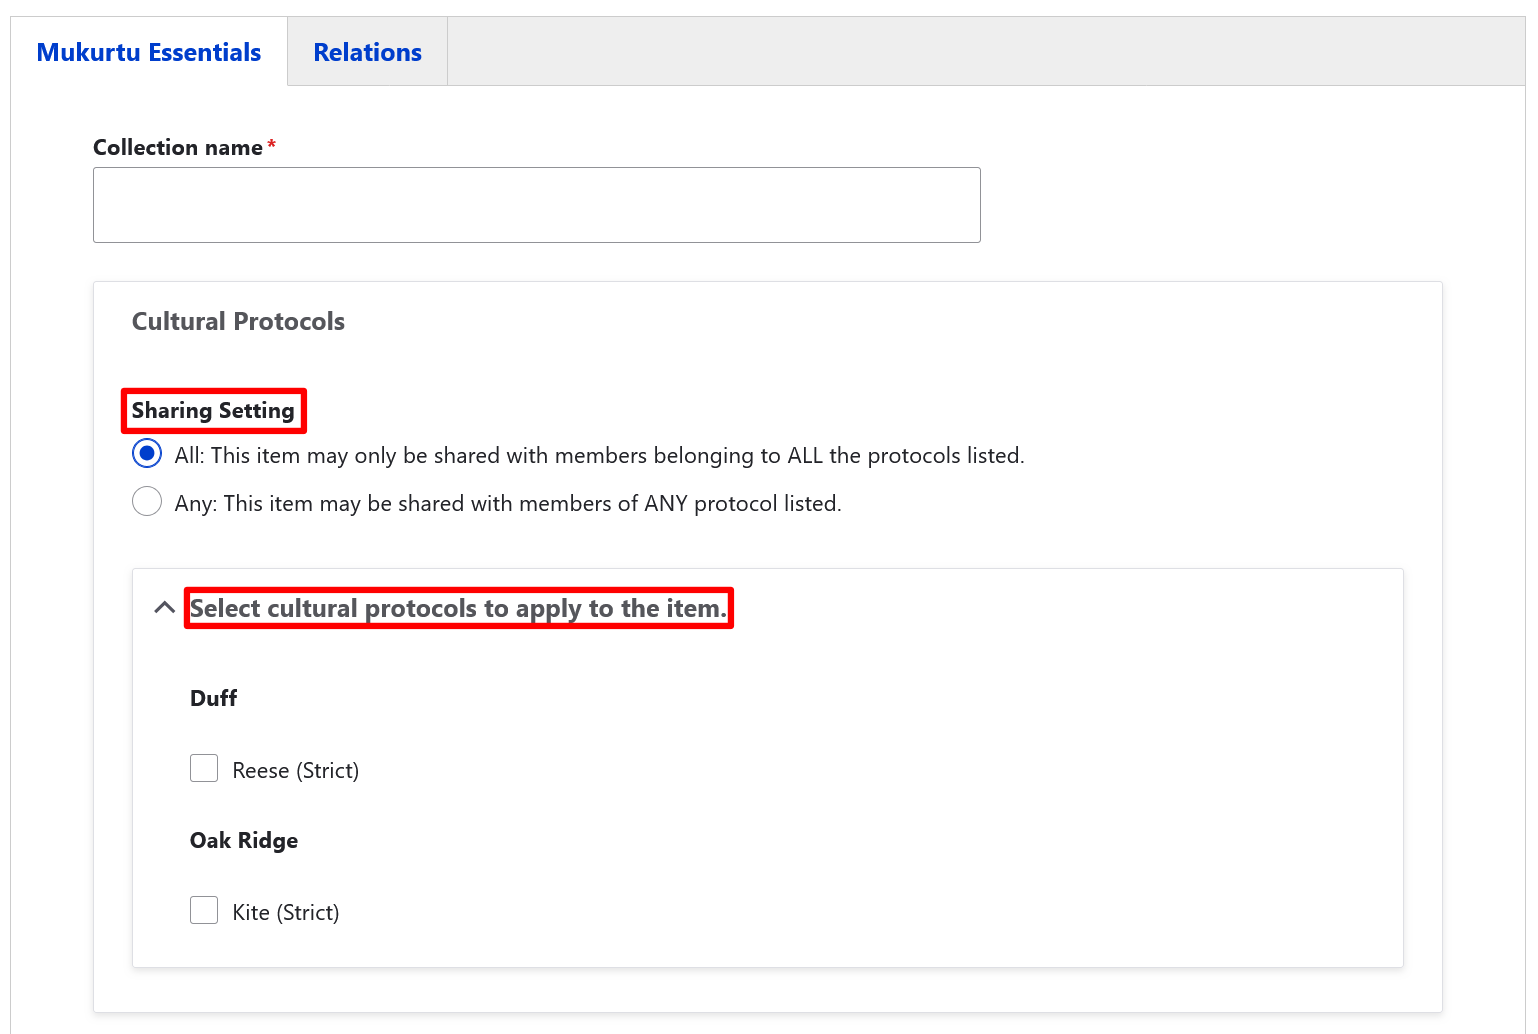 Mukurtu Essentials
Relations
Collection name*
Cultural Protocols
Sharing Setting
All: This item may only be shared with members belonging to ALL the protocols listed.
Any: This item may be shared with members of ANY protocol listed.
Select cultural protocols to apply to the item.
Duff
Reese (Strict)
Oak Ridge
Kite (Strict)